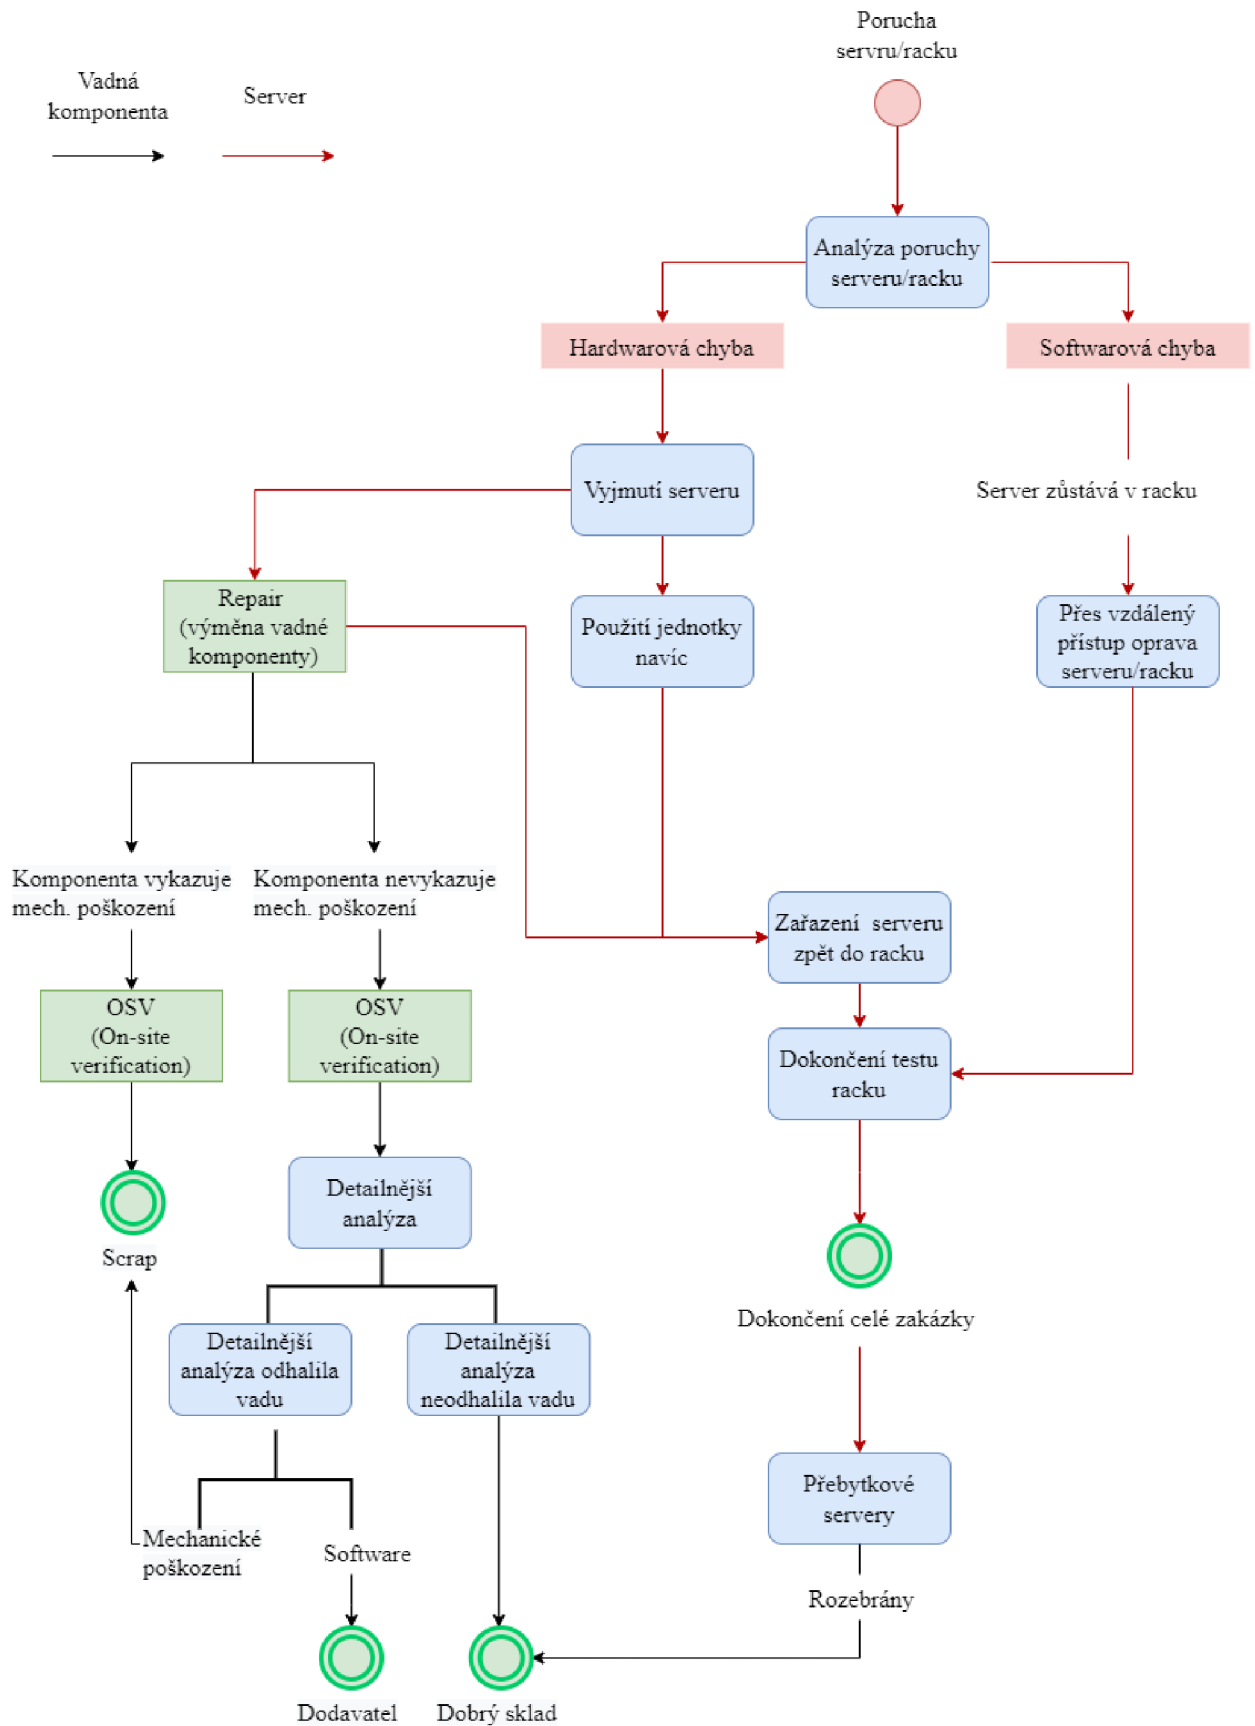 Porucha
servru/racku
Vadná
komponenta
Server
Analýza poruchy
serveru/racku
Hardwarová chyba
Softwarová chyba
Vyjmutí serveru
Server zůstává v racku
Repair
(výměna vadné
komponenty)
Použití jednotky
navíc
Přes vzdálený
přístup oprava
serveru/racku
Komponenta vykazuje
mech. poškození
Komponenta nevykazuje
mech. poškození
Zařazení serveru
zpět do racku
OSV
(On-site
verification)
OSV
(On-site
verification)
Dokončení testu
racku
Detailnější
analýza
Scrap
Dokončení celé zakázky
Detailnější
analýza odhalila
vadu
Detailnější
analýza
neodhalila vadu
Přebytkové
servery
Mechanické
poškození
Software
Rozebrány
Dodavatel
Dobrý sklad